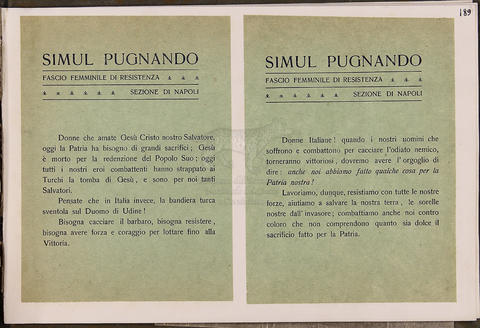 189
SIMUL PUGNANDO
FASCIO FEMMINILE DI RESISTENZA
SEZIONE DI NAPOLI
Donne che amate Gesù Cristo nostro Salvatore,
oggi la Patria ha bisogno di grandi sacrifici; Gesù
è morto per la redenzione del Popolo Suo; oggi
tutti i nostri eroi combattenti hanno strappato ai
Turchi la tomba di Gesù, e sono per noi tanti
Salvatori.
Pensate che in Italia invece, la bandiera turca
sventola sul Duomo di Udine!
Bisogna cacciare il barbaro, bisogna resistere,
bisogna avere forza e coraggio per lottare fino alla
Vittoria.
SIMUL PUGNANDO
FASCIO FEMMINILE DI RESISTENZA
SEZIONE DI NAPOLI
Donne Italiane! quando i nostri uomini che
soffrono e combattono per cacciare l'odiato nemico,
torneranno vittoriosi, dovremo avere l'orgoglio di
dire: anche noi abbiamo fatto qualche cosa per la
Patria nostra!
Lavoriamo, dunque, resistiamo con tutte le nostre
forze, aiutiamo a salvare la nostra terra, le sorelle
nostre dall'invasore; combattiamo anche noi contro
coloro che non comprendono quanto sia dolce il
sacrificio fatto per la Patria.